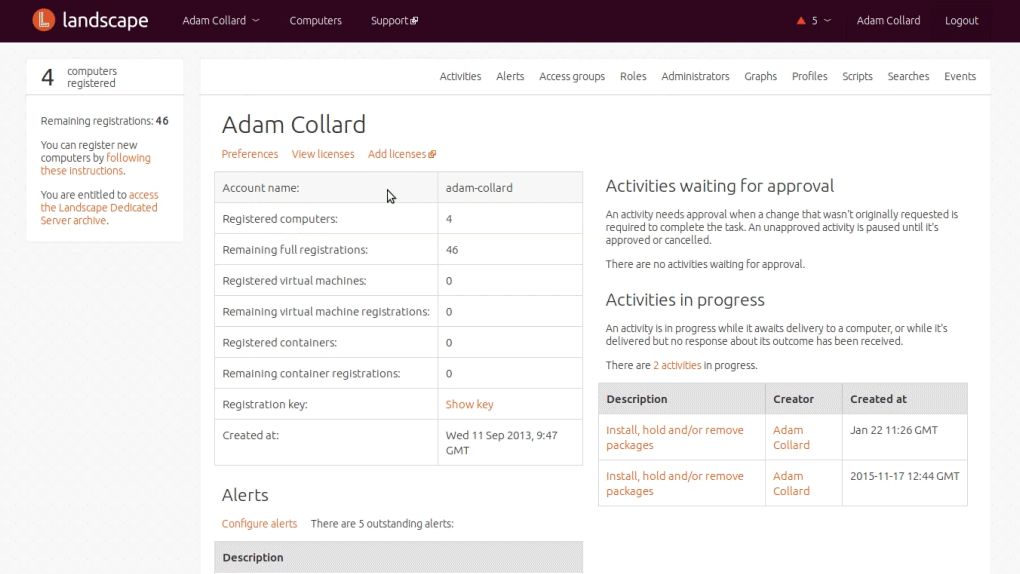 landscape
Adam Collard
Computers
Support
5
Adam Collard
Logout
4 computers
registered
Remaining registrations: 46
You can register new
computers by following
these instructions.
You are entitled to access
the Landscape Dedicated
Server archive.
Activities Alerts Access groups Roles Administrators Graphs Profiles Scripts Searches Events
Adam Collard
Preferences View licenses Add licenses
Account name: adam-collard
Registered computers: 4
Remaining full registrations: 46
Registered virtual machines: 0
Remaining virtual machine registrations: 0
Registered containers: 0
Remaining container registrations: 0
Registration key: Show key
Created at: Wed 11 Sep 2013, 9:47
GMT
Alerts
Configure alerts There are 5 outstanding alerts:
Description
Activities waiting for approval
An activity needs approval when a change that wasn't originally requested is
required to complete the task. An unapproved activity is paused until it's
approved or cancelled.
There are no activities waiting for approval.
Activities in progress
An activity is in progress while it awaits delivery to a computer, or while it's
delivered but no response about its outcome has been received.
There are 2 activities in progress.
Description Creator Created at
Install, hold and/or remove Adam Jan 22 11:26 GMT
packages Collard
Install, hold and/or remove Adam 2015-11-17 12:44 GMT
packages Collard